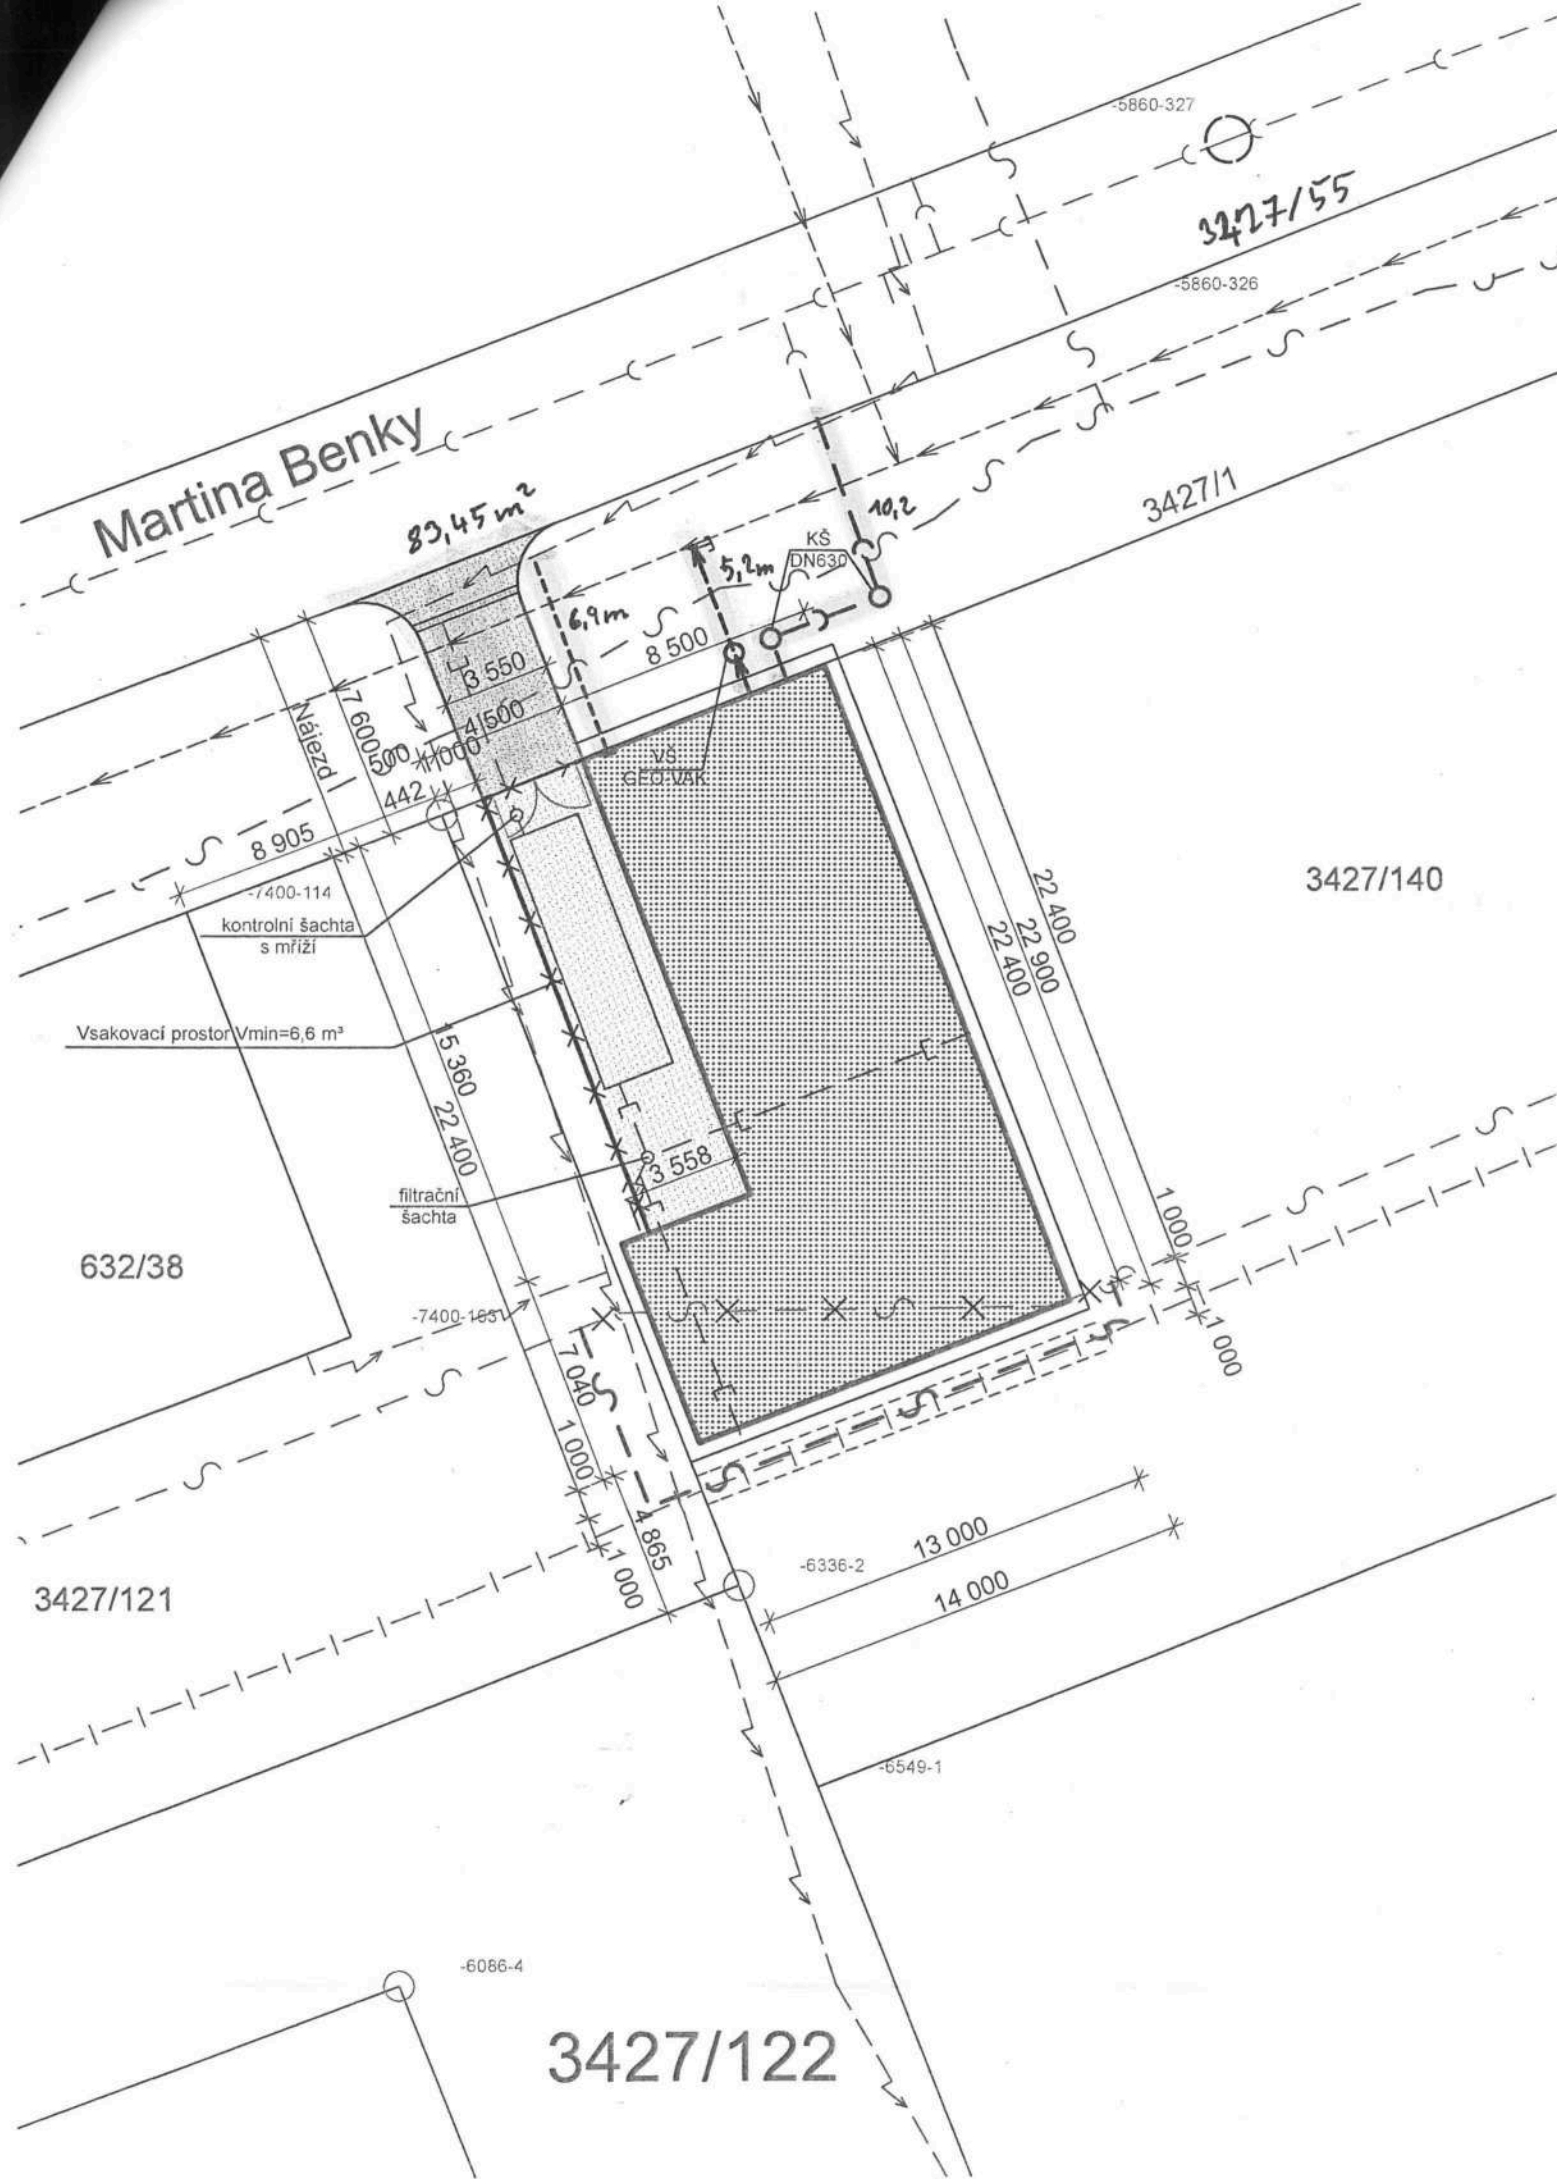 -5860-327
3427/55
-5860-326
Martina Benky
83,45 m²
10,2
3427/1
KŠ
DN630
5,2m
6,9m
8 500
3 550
4 500
7 600
Nájezd
500
1000
442
VŠ
GEO VAK
8 905
-7400-114
kontrolní šachta
s mříží
3427/140
22 400
22 900
22 400
Vsakovací prostor Vmin=6,6 m³
15 360
22 400
3 558
filtrační
šachta
632/38
1 000
-7400-163
7 040
1 000
1 000
4 865
1 000
13 000
-6336-2
14 000
3427/121
-6549-1
-6086-4
3427/122